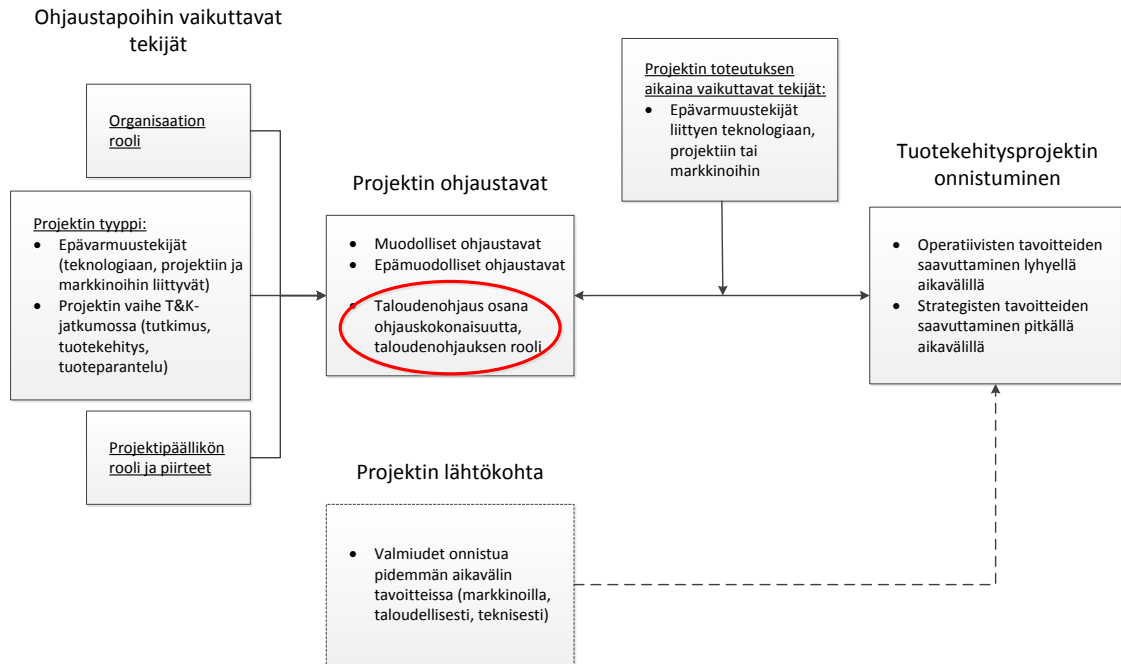 Ohjaustapoihin vaikuttavat
tekijät
Organisaation
rooli
Projektin tyyppi:
• Epävarmuustekijät
(teknologiaan, projektiin ja
markkinoihin liittyvät)
• Projektin vaihe T&K-
jatkumossa (tutkimus,
tuotekehitys,
tuoteparantelu)
Projektipäällikön
rooli ja piirteet
Projektin ohjaustavat
• Muodolliset ohjaustavat
• Epämuodolliset ohjaustavat
• Taloudenohjaus osana
ohjauskokonaisuutta,
taloudenohjauksen rooli
Projektin toteutuksen
aikaina vaikuttavat tekijät:
• Epävarmuustekijät
liittyen teknologiaan,
projektiin tai
markkinoihin
Tuotekehitysprojektin
onnistuminen
• Operatiivisten tavoitteiden
saavuttaminen lyhyellä
aikavälillä
• Strategisten tavoitteiden
saavuttaminen pitkällä
aikavälillä
Projektin lähtökohta
• Valmiudet onnistua
pidemmän aikavälin
tavoitteissa (markkinoilla,
taloudellisesti, teknisesti)